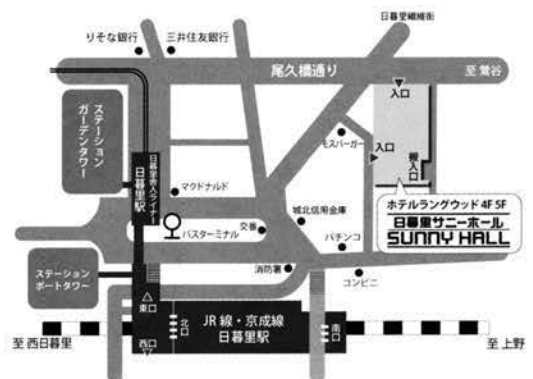 日暮里繊維街
りそな銀行
三井住友銀行
尾久橋通り
至 鶯谷
入口
ステーション
ガーデンタワー
モスバーガー
入口
搬入口
日暮里舎人ライナー
日暮里駅
マクドナルド
ホテルラングウッド 4F 5F
日暮里サニーホール
SUNNY HALL
城北信用金庫
交番
バスターミナル
パチンコ
消防署
コンビニ
ステーション
ポートタワー
東口
北口
JR線・京成線
日暮里駅
南口
西口
至 西日暮里
至 上野